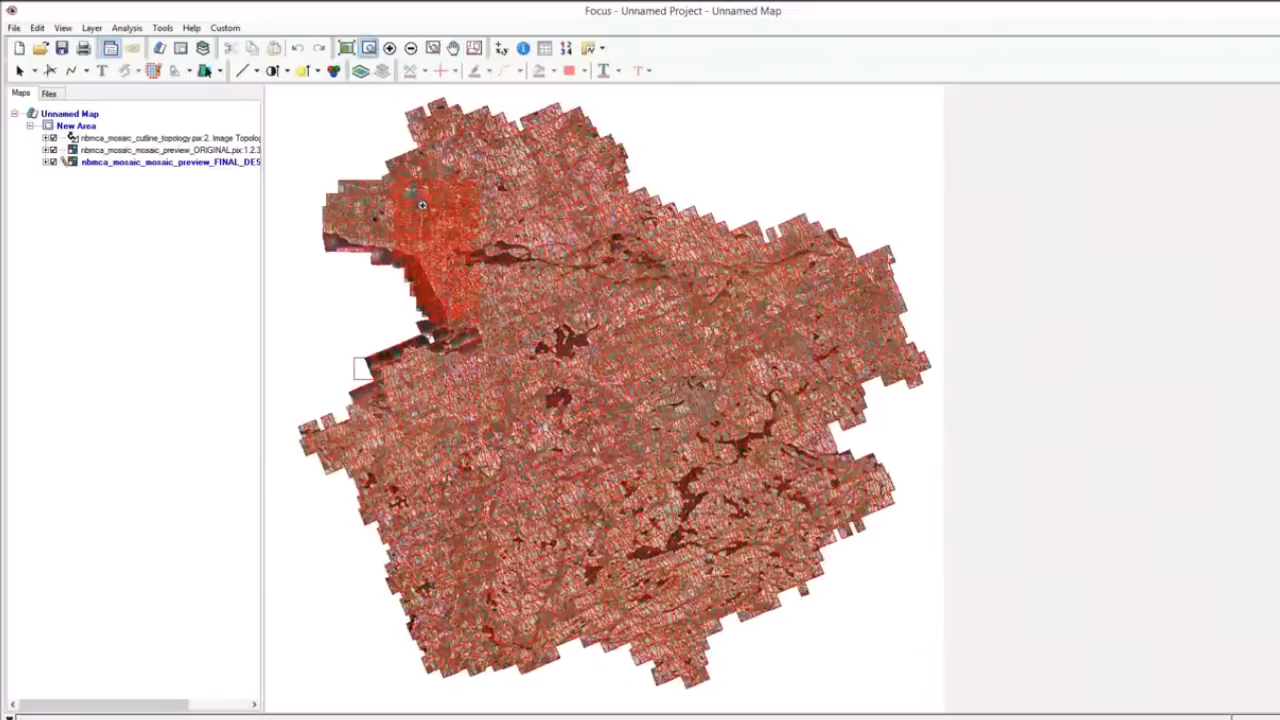 Focus - Unnamed Project - Unnamed Map
File Edit View Layer Analysis Tools Help Custom
Maps Files
Unnamed Map
New Area
nbmca_mosaic_cutline_topology.pix:2: Image Topolo
nbmca_mosaic_mosaic_preview_ORIGINAL.pix:1.2.3
nbmca_mosaic_mosaic_preview_FINAL_DES